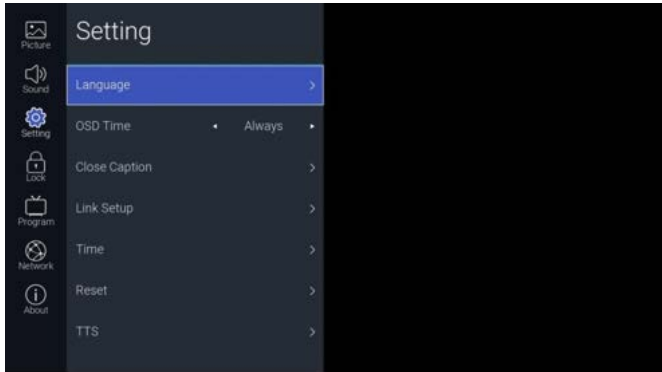 Picture
Sound
Setting
Lock
Program
Network
About
Setting
Language
OSD Time Always
Close Caption
Link Setup
Time
Reset
TTS